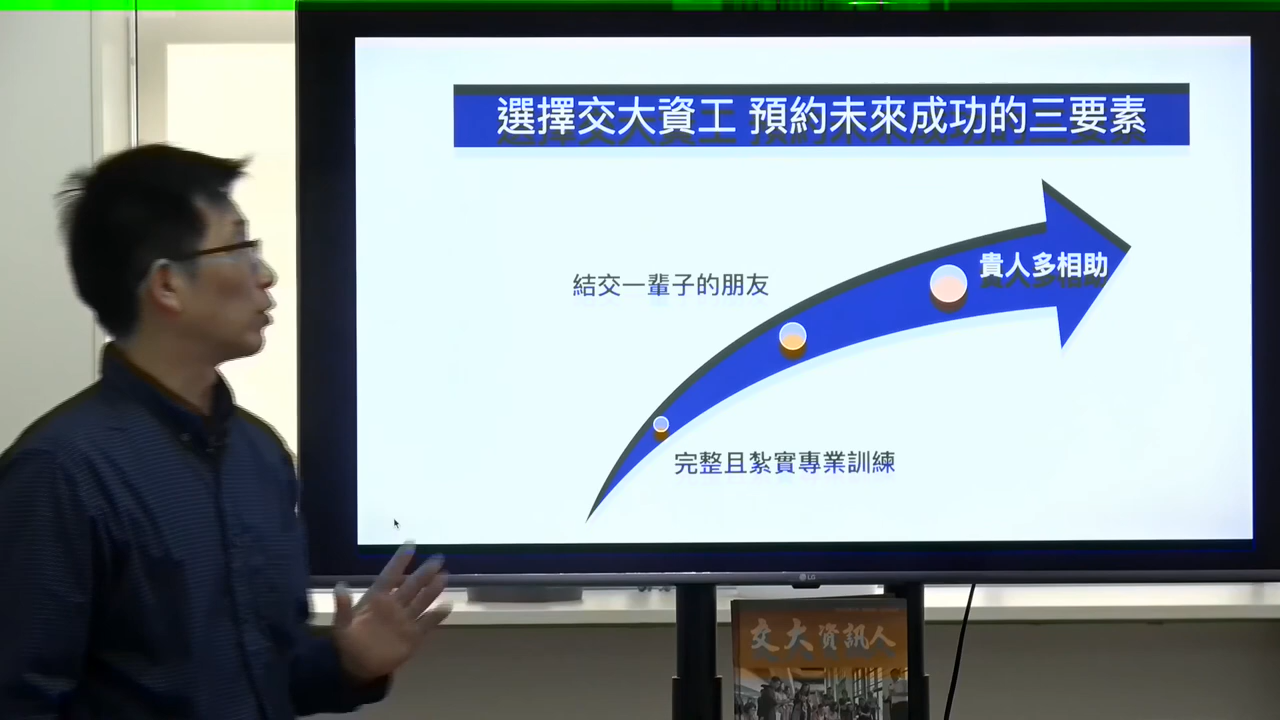 選擇交大資工 預約未來成功的三要素
貴人多相助
結交一輩子的朋友
完整且紮實專業訓練
LG
交大資訊人